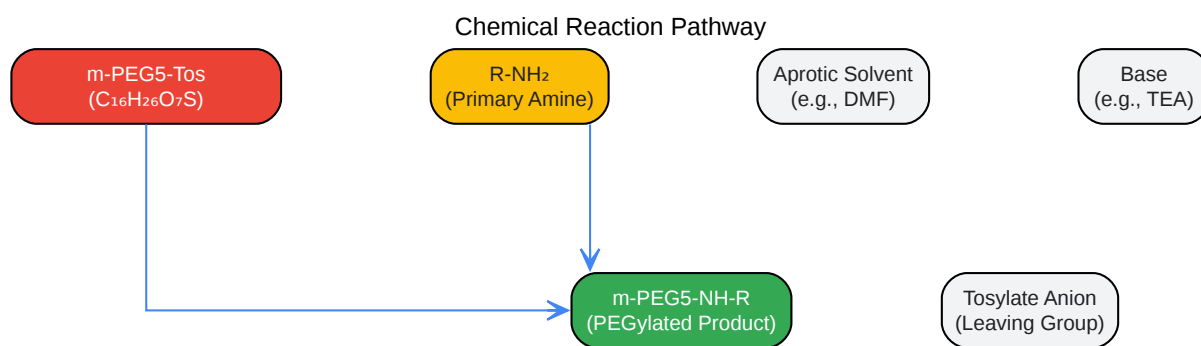 Chemical Reaction Pathway
m-PEG5-Tos
(C₁₆H₂₆O₇S)
R-NH₂
(Primary Amine)
Aprotic Solvent
(e.g., DMF)
Base
(e.g., TEA)
m-PEG5-NH-R
(PEGylated Product)
Tosylate Anion
(Leaving Group)